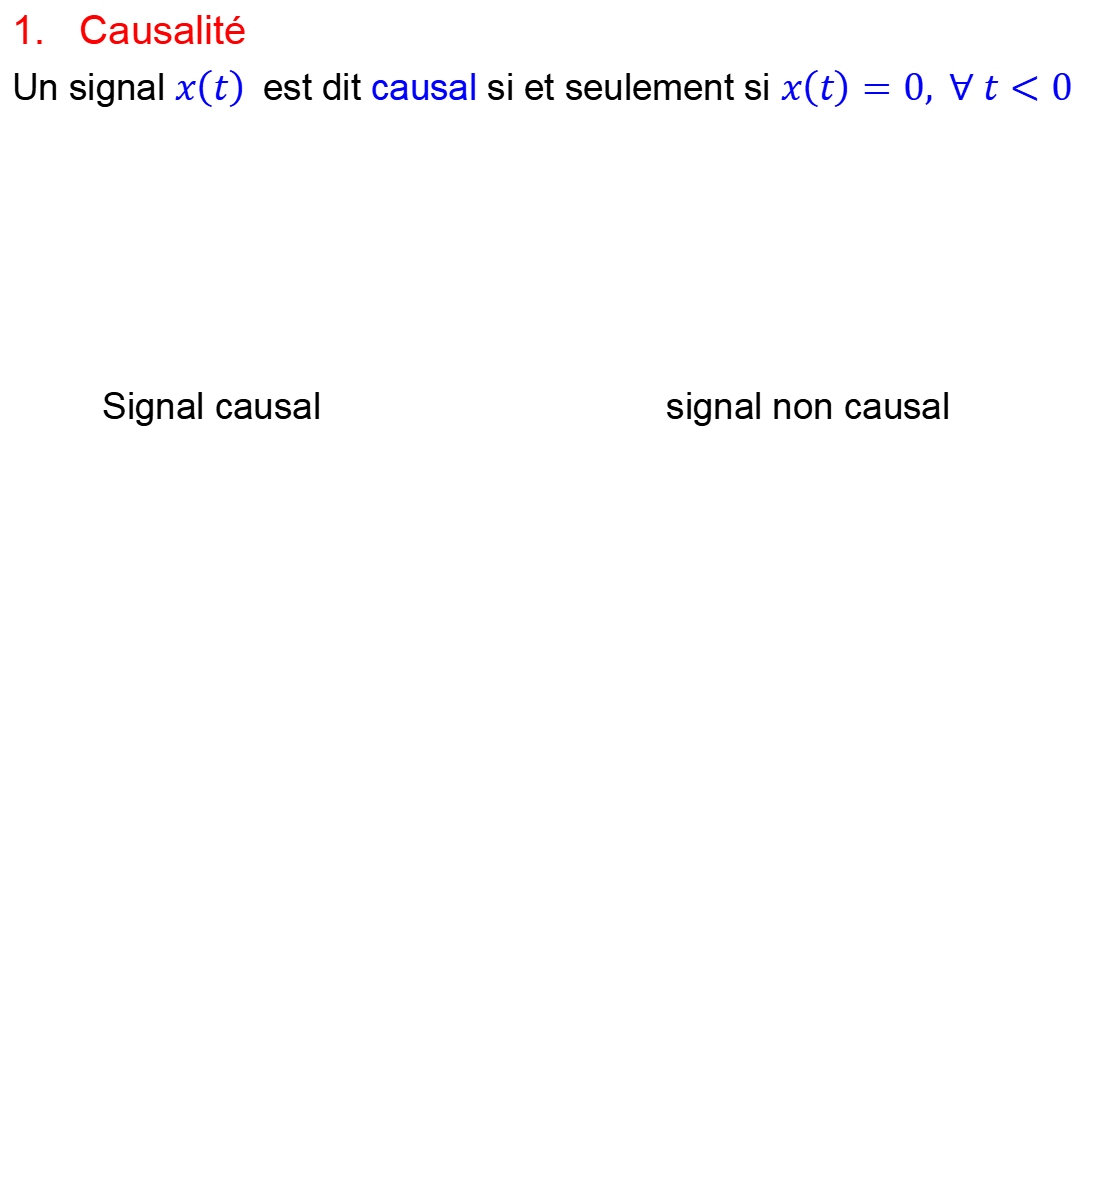 1. Causalité
Un signal x(t) est dit causal si et seulement si x(t) = 0, ∀ t < 0
Signal causal signal non causal